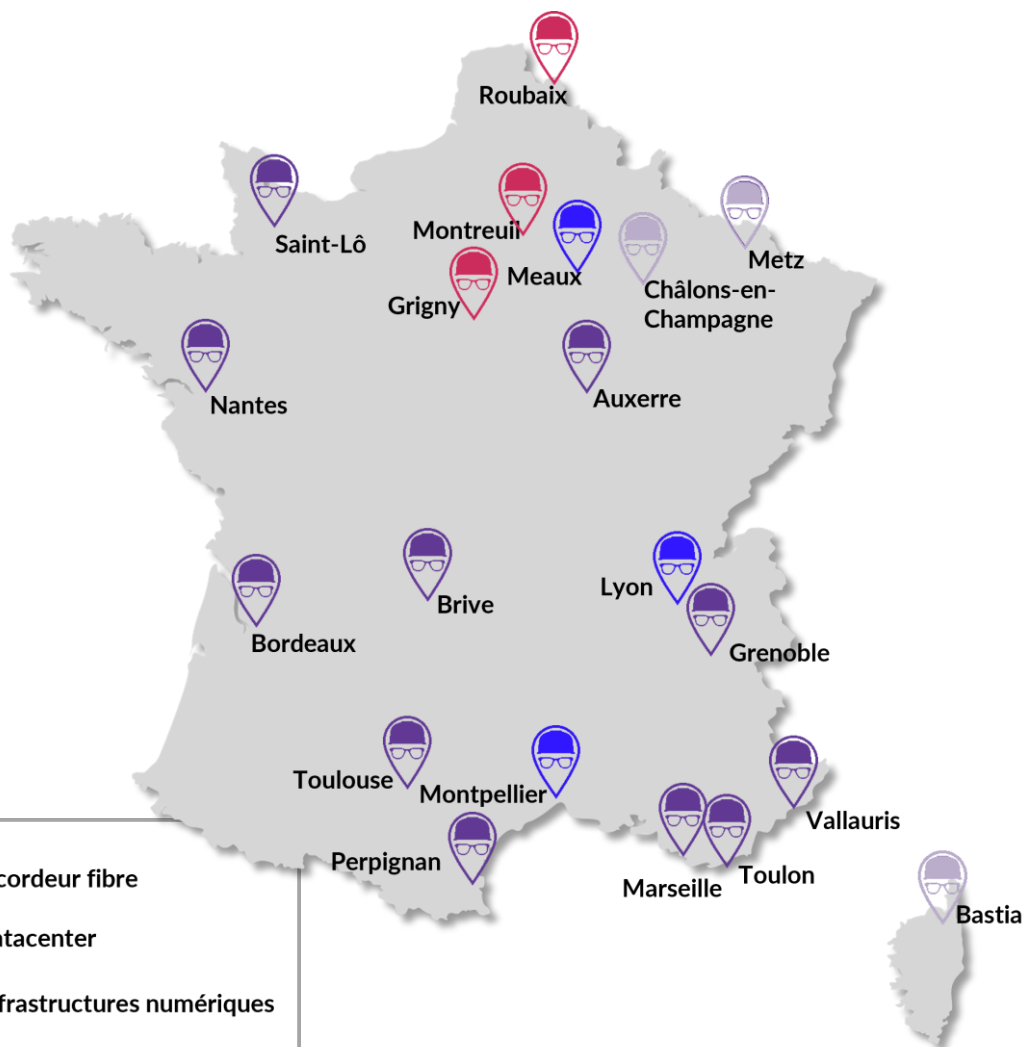 Roubaix
Saint-Lô
Montreuil
Meaux
Metz
Grigny
Châlons-en-
Champagne
Nantes
Auxerre
Lyon
Brive
Bordeaux
Grenoble
Toulouse
Montpellier
Vallauris
Perpignan
Marseille
Toulon
Bastia
cordeur fibre
tacenter
frastructures numériques